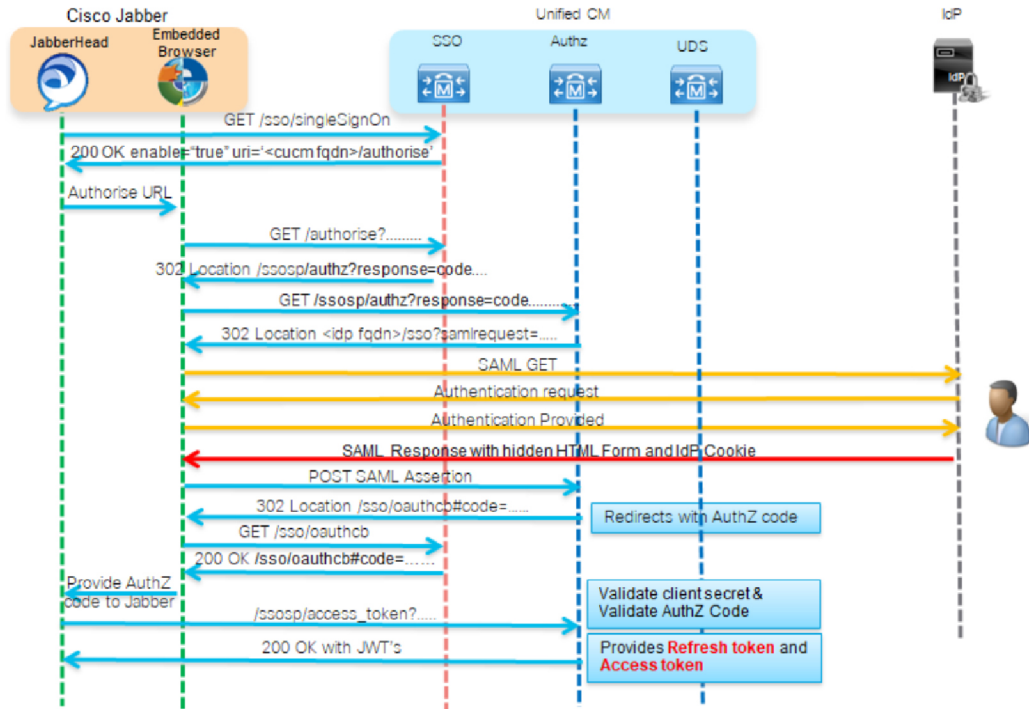 Cisco Jabber
Unified CM
IdP
JabberHead
Embedded
Browser
SSO
Authz
UDS
IdP
GET /sso/singleSignOn
200 OK enable="true" uri='<cucm fqdn>/authorise'
Authorise URL
GET /authorise?.........
302 Location /ssosp/authz?response=code....
GET /ssosp/authz?response=code............
302 Location <idp fqdn>/sso?samlrequest=.....
SAML GET
Authentication request
Authentication Provided
SAML Response with hidden HTML Form and IdP Cookie
POST SAML Assertion
302 Location /sso/oauthcb#code=......
Redirects with AuthZ code
GET /sso/oauthcb
200 OK /sso/oauthcb#code=.......
Provide AuthZ
code to Jabber
Validate client secret &
Validate AuthZ Code
/ssosp/access_token?.....
200 OK with JWT's
Provides Refresh token and
Access token